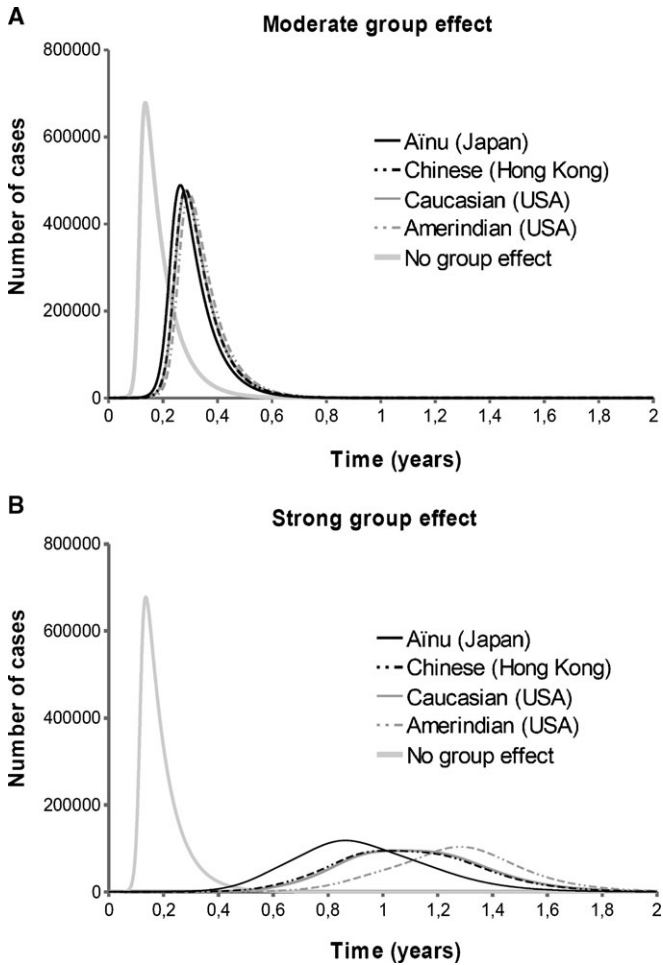 A
Moderate group effect
800000
600000
400000
200000
0
Number of cases
Aïnu (Japan)
Chinese (Hong Kong)
Caucasian (USA)
Amerindian (USA)
No group effect
0 0,2 0,4 0,6 0,8 1 1,2 1,4 1,6 1,8 2
Time (years)
B
Strong group effect
800000
600000
400000
200000
0
Number of cases
Aïnu (Japan)
Chinese (Hong Kong)
Caucasian (USA)
Amerindian (USA)
No group effect
0 0,2 0,4 0,6 0,8 1 1,2 1,4 1,6 1,8 2
Time (years)